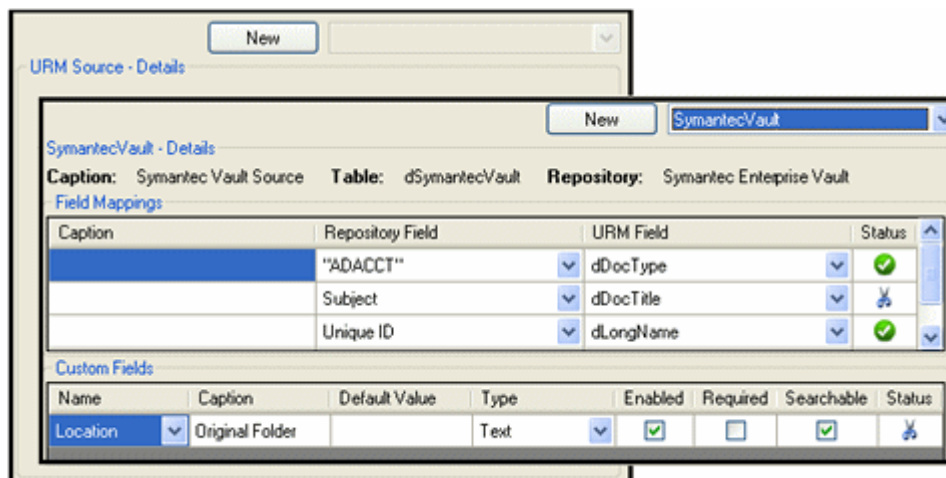 New
URM Source - Details
New SymantecVault
SymantecVault - Details
Caption: Symantec Vault Source Table: dSymantecVault Repository: Symantec Enterprise Vault
Field Mappings
Caption Repository Field URM Field Status
"ADACCT" dDocType
Subject dDocTitle
Unique ID dLongName
Custom Fields
Name Caption Default Value Type Enabled Required Searchable Status
Location Original Folder Text